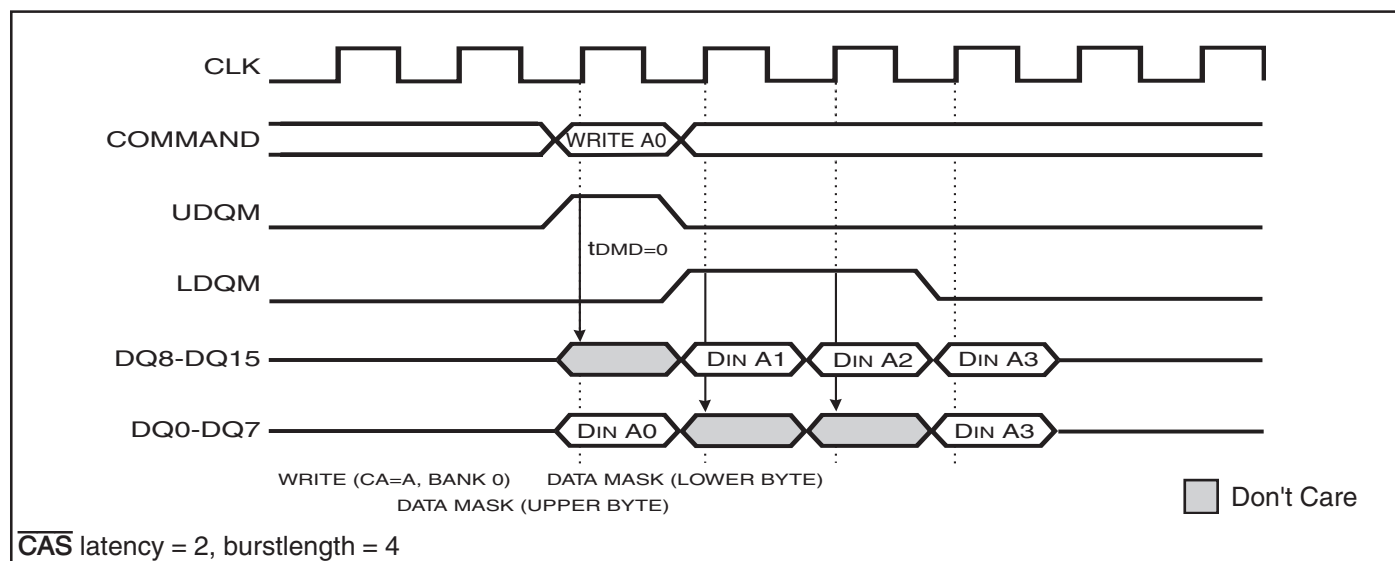 CLK
COMMAND
WRITE A0
UDQM
tDMD=0
LDQM
DQ8-DQ15
DIN A1
DIN A2
DIN A3
DQ0-DQ7
DIN A0
DIN A3
WRITE (CA=A, BANK 0)
DATA MASK (LOWER BYTE)
DATA MASK (UPPER BYTE)
Don't Care
CAS latency = 2, burstlength = 4